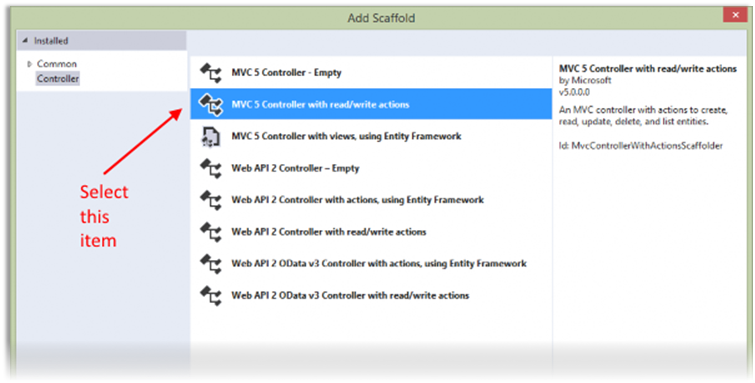 Add Scaffold
Installed
Common
Controller
MVC 5 Controller - Empty
MVC 5 Controller with read/write actions
MVC 5 Controller with views, using Entity Framework
Web API 2 Controller – Empty
Web API 2 Controller with actions, using Entity Framework
Web API 2 Controller with read/write actions
Web API 2 OData v3 Controller with actions, using Entity Framework
Web API 2 OData v3 Controller with read/write actions
MVC 5 Controller with read/write actions
by Microsoft
v5.0.0.0
An MVC controller with actions to create,
read, update, delete, and list entities.
Id: MvcControllerWithActionsScaffolder
Select
this
item